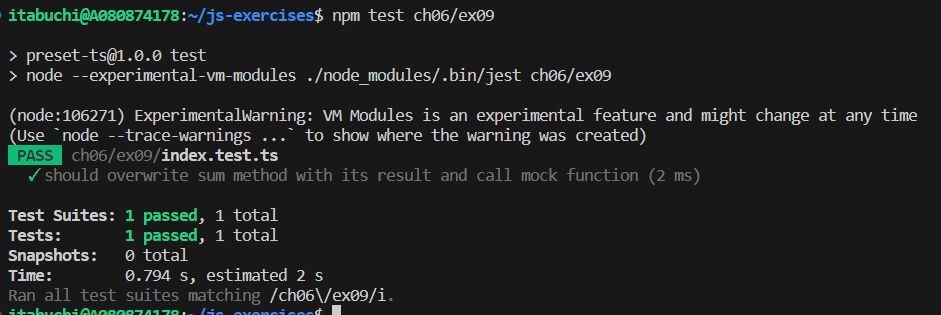 itabuchi@A080874178:~/js-exercises$ npm test ch06/ex09
> preset-ts@1.0.0 test
> node --experimental-vm-modules ./node_modules/.bin/jest ch06/ex09
(node:106271) ExperimentalWarning: VM Modules is an experimental feature and might change at any time
(Use `node --trace-warnings ...` to show where the warning was created)
PASS ch06/ex09/index.test.ts
✓ should overwrite sum method with its result and call mock function (2 ms)
Test Suites: 1 passed, 1 total
Tests: 1 passed, 1 total
Snapshots: 0 total
Time: 0.794 s, estimated 2 s
Ran all test suites matching /ch06\/ex09/i.
itabuchi@A080874178:~/js-exercises$